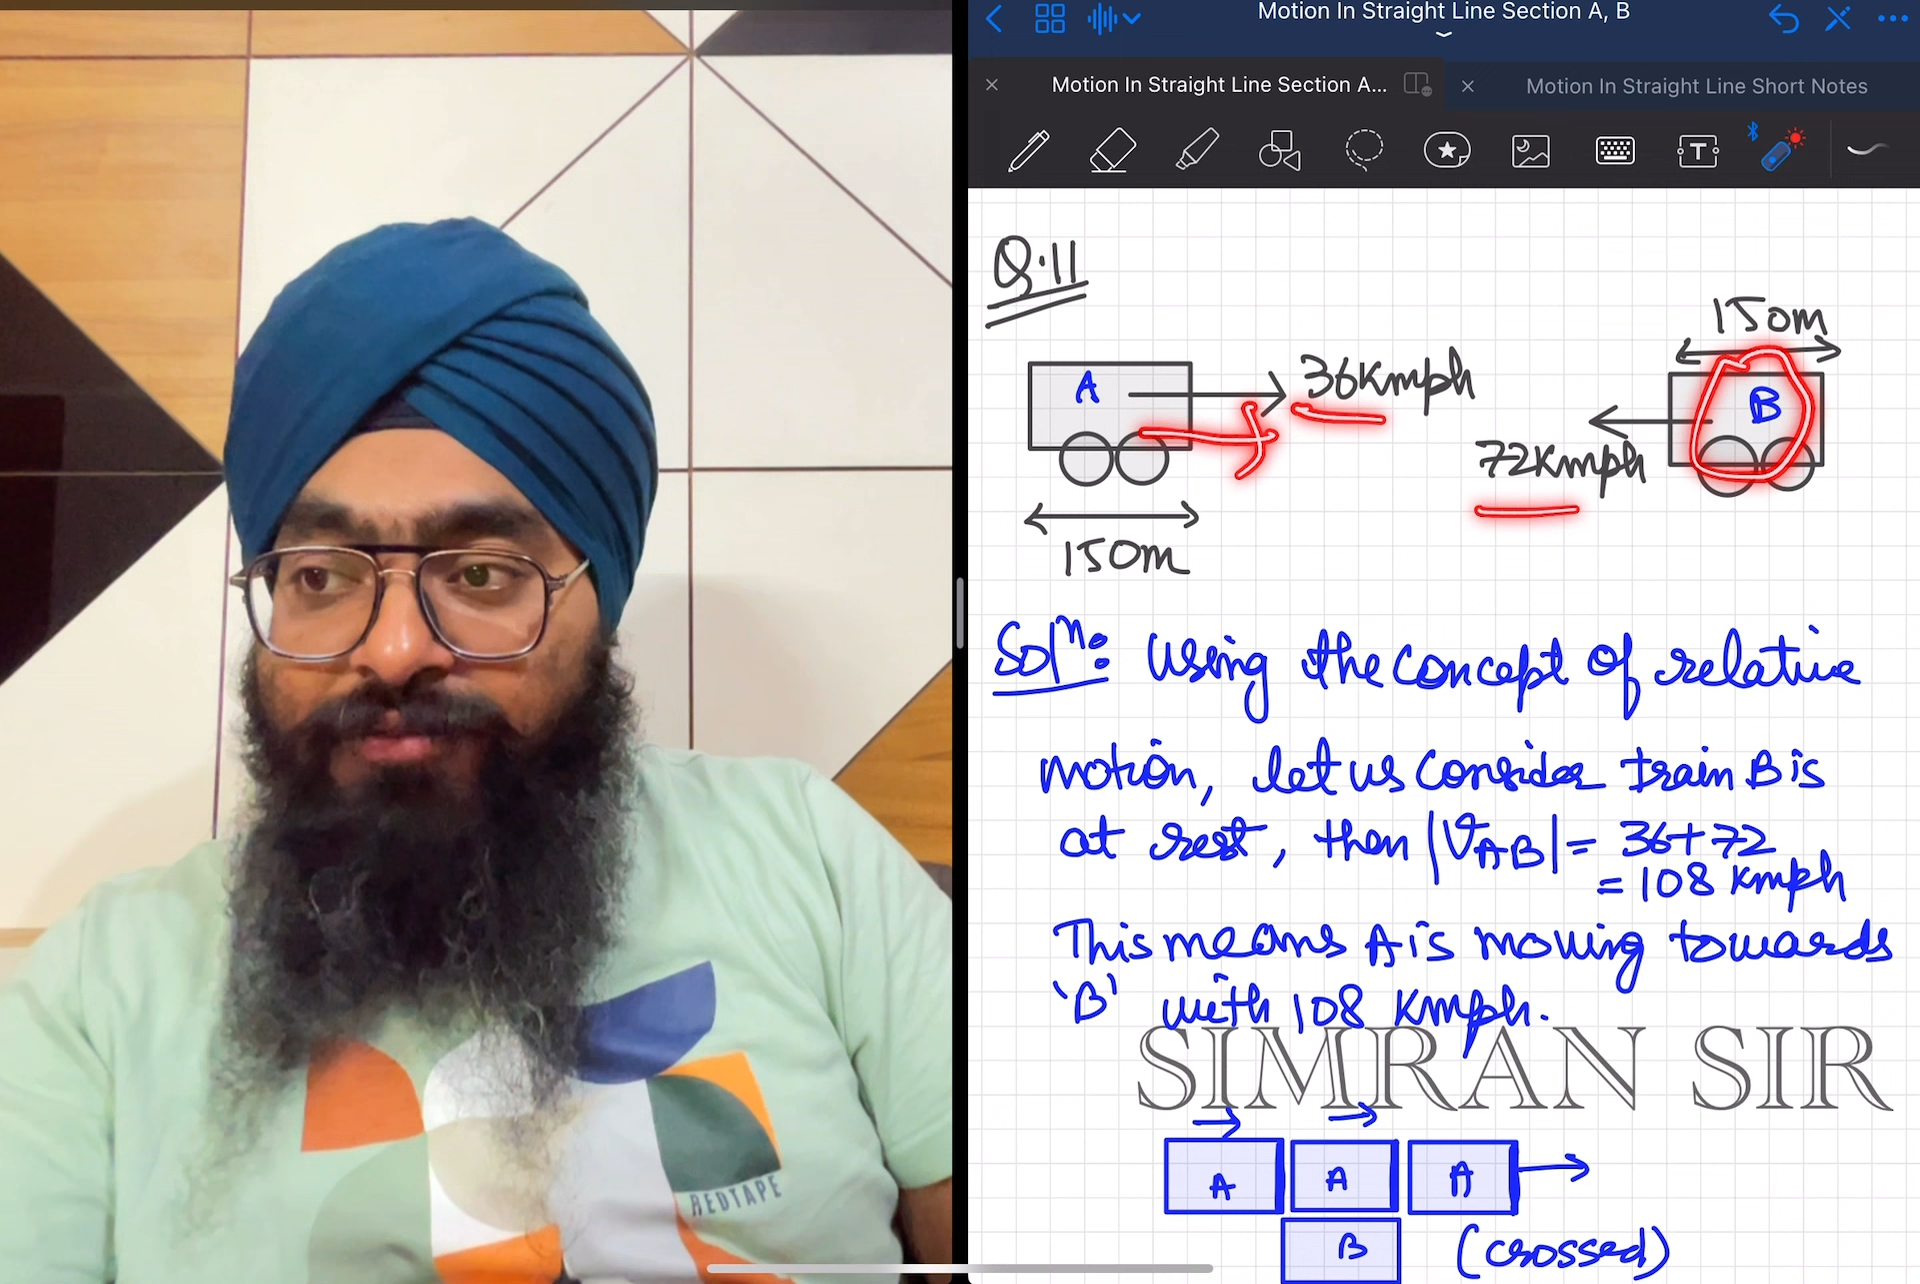 Motion In Straight Line Section A, B
Motion In Straight Line Section A...
Motion In Straight Line Short Notes
T
Q.11
150m
A
36Kmph
B
72Kmph
150m
Solⁿ: Using the concept of relative
motion, let us consider train B is
at rest, then |V_AB| = 36+72
= 108 Kmph
This means A is moving towards
'B' with 108 Kmph.
SIMRAN SIR
A A A
B (crossed)
REDTAPE